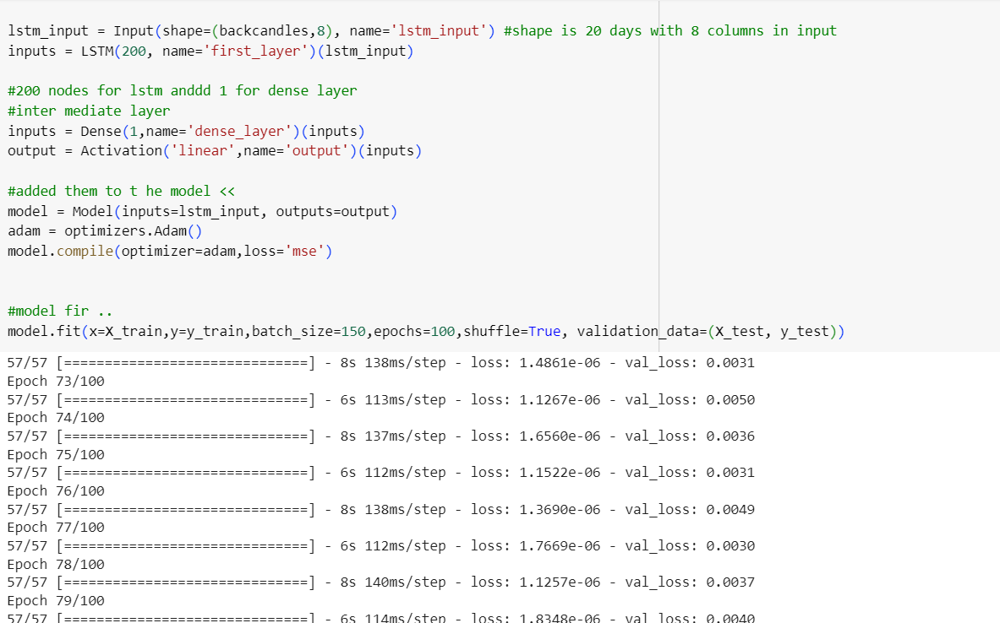 lstm_input = Input(shape=(backcandles,8), name='lstm_input') #shape is 20 days with 8 columns in input
inputs = LSTM(200, name='first_layer')(lstm_input)
#200 nodes for lstm anddd 1 for dense layer
#inter mediate layer
inputs = Dense(1,name='dense_layer')(inputs)
output = Activation('linear',name='output')(inputs)
#added them to t he model <<
model = Model(inputs=lstm_input, outputs=output)
adam = optimizers.Adam()
model.compile(optimizer=adam,loss='mse')
#model fir ..
model.fit(x=X_train,y=y_train,batch_size=150,epochs=100,shuffle=True, validation_data=(X_test, y_test))
57/57 [==============================] - 8s 138ms/step - loss: 1.4861e-06 - val_loss: 0.0031
Epoch 73/100
57/57 [==============================] - 6s 113ms/step - loss: 1.1267e-06 - val_loss: 0.0050
Epoch 74/100
57/57 [==============================] - 8s 137ms/step - loss: 1.6560e-06 - val_loss: 0.0036
Epoch 75/100
57/57 [==============================] - 6s 112ms/step - loss: 1.1522e-06 - val_loss: 0.0031
Epoch 76/100
57/57 [==============================] - 8s 138ms/step - loss: 1.3690e-06 - val_loss: 0.0049
Epoch 77/100
57/57 [==============================] - 6s 112ms/step - loss: 1.7669e-06 - val_loss: 0.0030
Epoch 78/100
57/57 [==============================] - 8s 140ms/step - loss: 1.1257e-06 - val_loss: 0.0037
Epoch 79/100
57/57 [==============================] - 6s 114ms/step - loss: 1.8348e-06 - val_loss: 0.0040